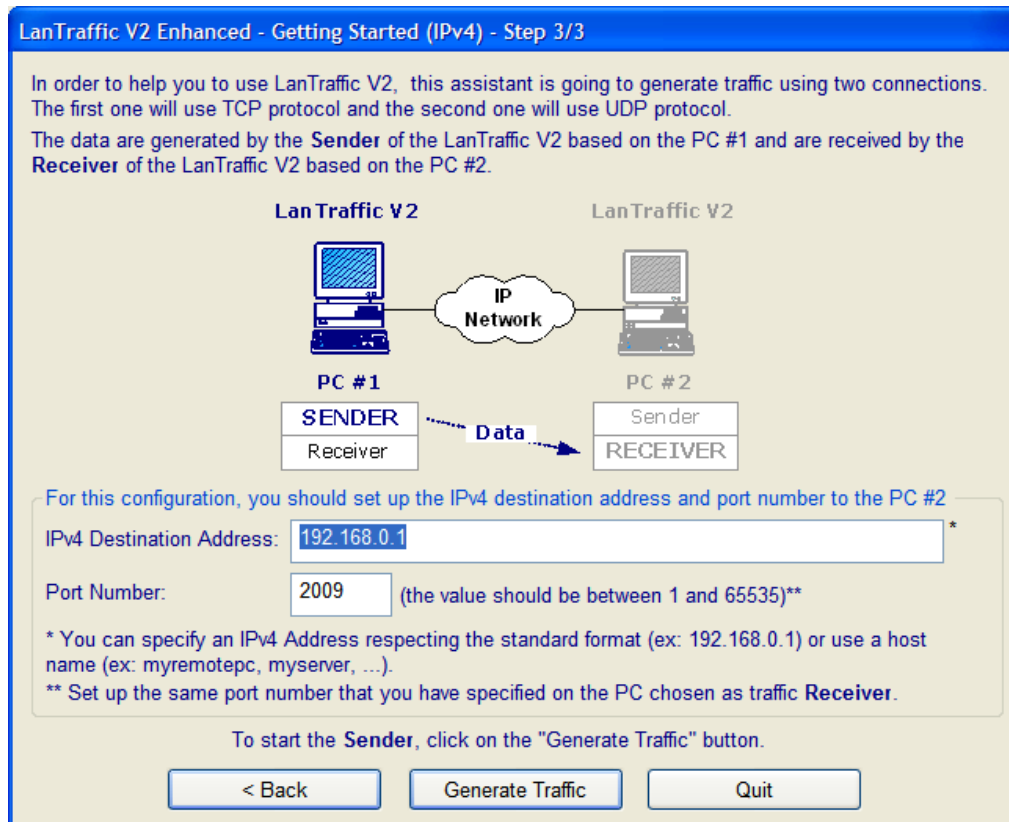 LanTraffic V2 Enhanced - Getting Started (IPv4) - Step 3/3
In order to help you to use LanTraffic V2, this assistant is going to generate traffic using two connections.
The first one will use TCP protocol and the second one will use UDP protocol.
The data are generated by the Sender of the LanTraffic V2 based on the PC #1 and are received by the
Receiver of the LanTraffic V2 based on the PC #2.
LanTraffic V2
LanTraffic V2
IP
Network
PC #1
PC #2
SENDER
Receiver
Data
Sender
RECEIVER
For this configuration, you should set up the IPv4 destination address and port number to the PC #2
IPv4 Destination Address: 192.168.0.1 *
Port Number: 2009 (the value should be between 1 and 65535)**
* You can specify an IPv4 Address respecting the standard format (ex: 192.168.0.1) or use a host
name (ex: myremotepc, myserver, ...).
** Set up the same port number that you have specified on the PC chosen as traffic Receiver.
To start the Sender, click on the "Generate Traffic" button.
< Back
Generate Traffic
Quit